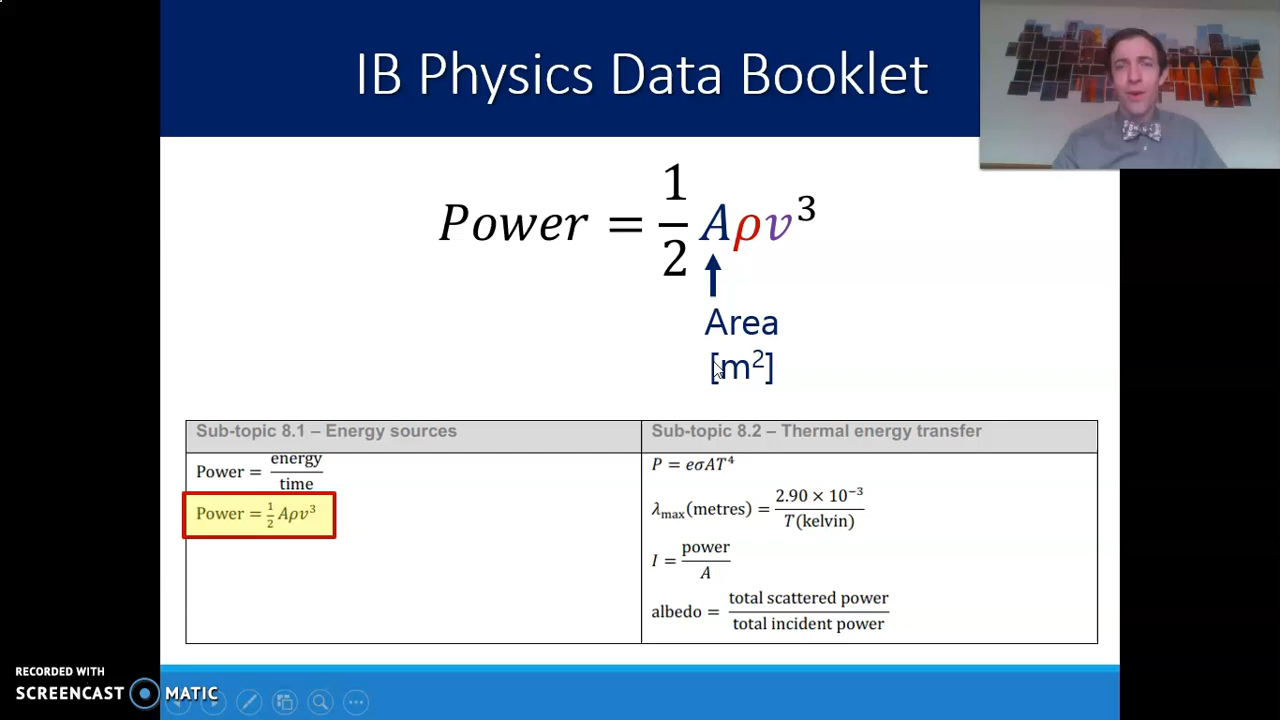 IB Physics Data Booklet
Power = 1/2 Aρv³
Area
[m²]
Sub-topic 8.1 – Energy sources
Power = energy/time
Power = 1/2 Aρv³
Sub-topic 8.2 – Thermal energy transfer
P = eσAT⁴
λmax(metres) = 2.90 × 10⁻³/T(kelvin)
I = power/A
albedo = total scattered power/total incident power
RECORDED WITH
SCREENCAST MATIC